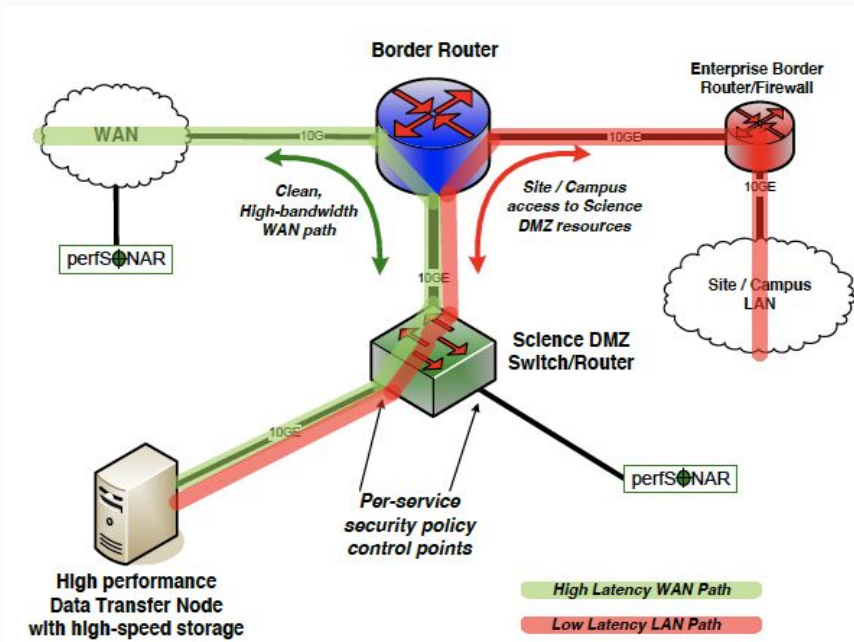 Border Router
Enterprise Border
Router/Firewall
WAN
10G
10GE
10GE
Clean,
High-bandwidth
WAN path
Site / Campus
access to Science
DMZ resources
perfSONAR
10GE
Site / Campus
LAN
Science DMZ
Switch/Router
10GE
perfSONAR
Per-service
security policy
control points
High performance
Data Transfer Node
with high-speed storage
High Latency WAN Path
Low Latency LAN Path